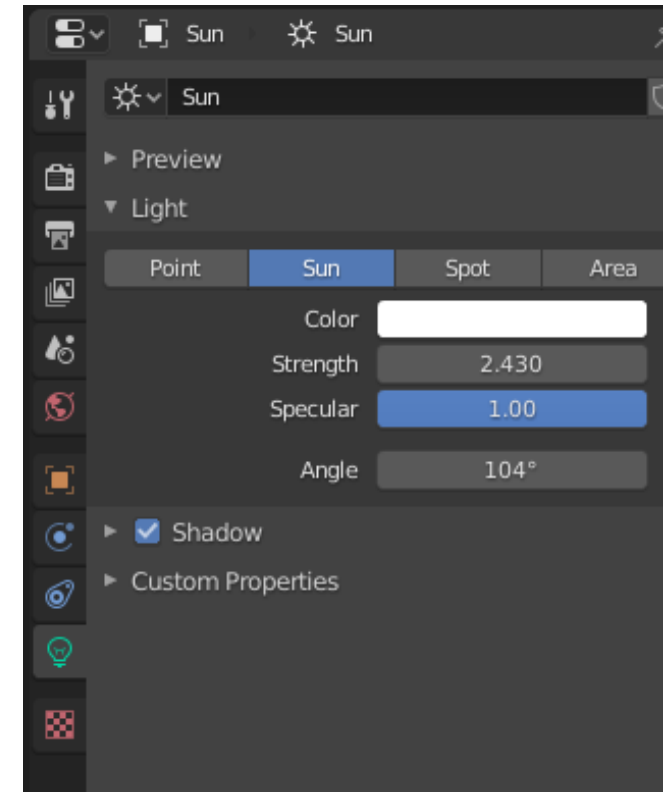 Sun Sun
Sun
Preview
Light
Point Sun Spot Area
Color
Strength 2.430
Specular 1.00
Angle 104°
Shadow
Custom Properties